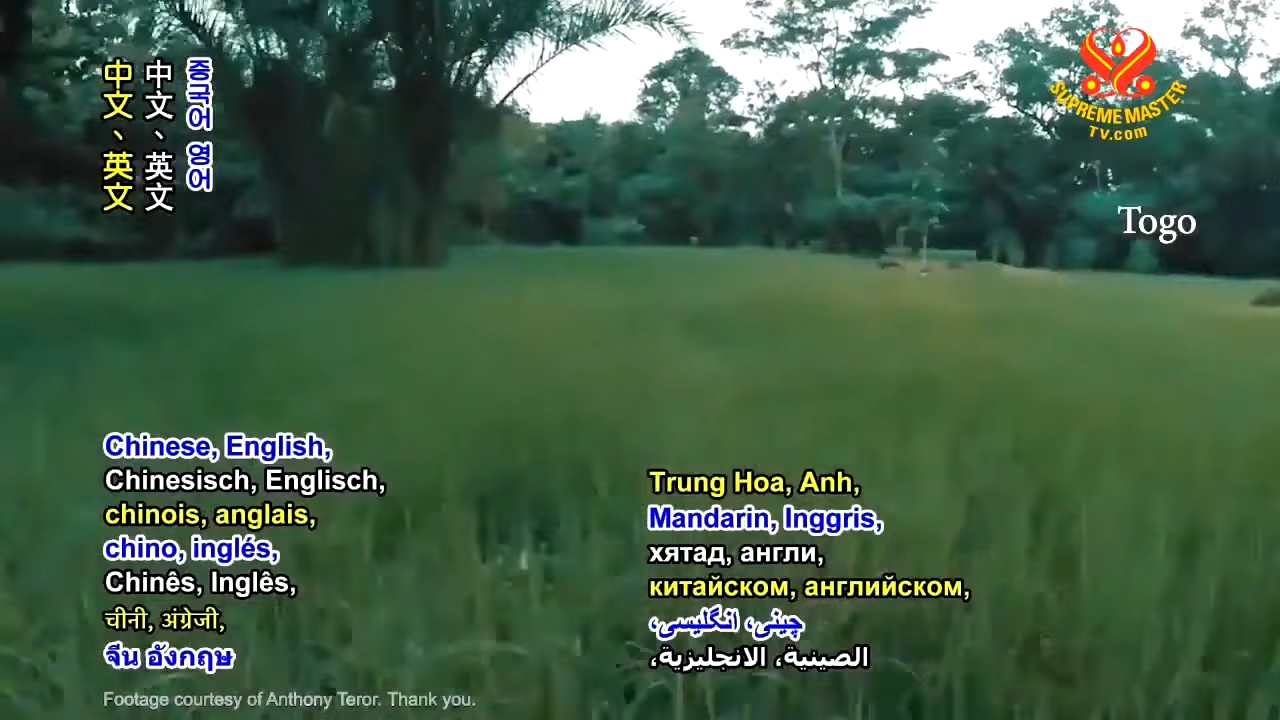 中文、英文
中文、英文
중국어 영어
SUPREME MASTER
TV.com
Togo
Chinese, English,
Chinesisch, Englisch,
chinois, anglais,
chino, inglés,
Chinês, Inglês,
चीनी, अंग्रेजी,
จีน อังกฤษ
Trung Hoa, Anh,
Mandarin, Inggris,
хятад, англи,
китайском, английском,
چینی، انگلیسی،
الصينية، الانجليزية،
Footage courtesy of Anthony Teror. Thank you.